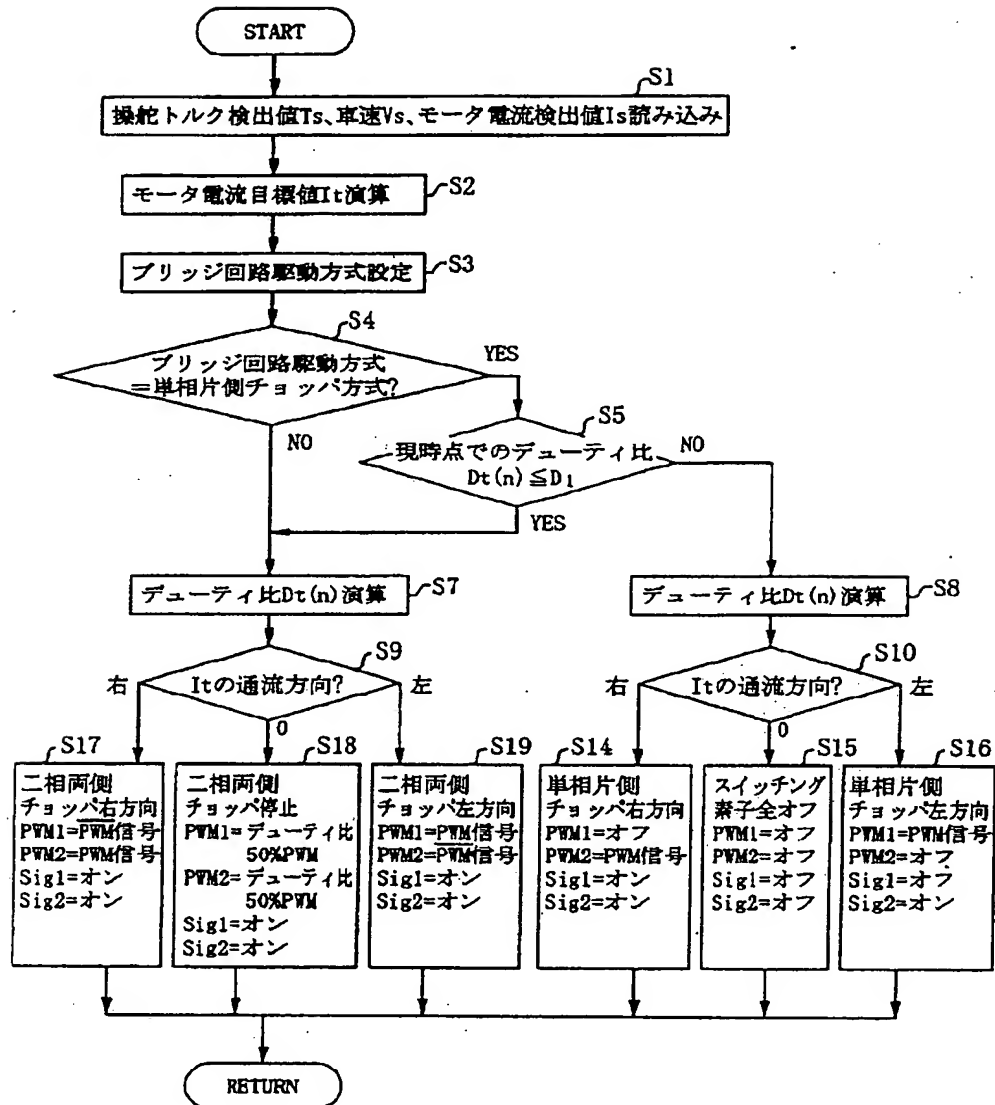 START
S1
操舵トルク検出値Ts、車速Vs、モータ電流検出値Is読み込み
S2
モータ電流目標値It演算
S3
ブリッジ回路駆動方式設定
S4
ブリッジ回路駆動方式
=単相片側チョッパ方式?
YES
NO
S5
現時点でのデューティ比
Dt(n)≦D1
NO
YES
デューティ比Dt(n)演算
S7
デューティ比Dt(n)演算
S8
S9
右
Itの通流方向?
左
0
S10
右
Itの通流方向?
左
0
S17
二相両側
チョッパ右方向
PWM1=P̅W̅M̅信号
PWM2=PWM信号
Sig1=オン
Sig2=オン
S18
二相両側
チョッパ停止
PWM1=デューティ比
50%PWM
PWM2=デューティ比
50%PWM
Sig1=オン
Sig2=オン
S19
二相両側
チョッパ左方向
PWM1=PWM信号
PWM2=P̅W̅M̅信号
Sig1=オン
Sig2=オン
S14
単相片側
チョッパ右方向
PWM1=オフ
PWM2=PWM信号
Sig1=オン
Sig2=オン
S15
スイッチング
素子全オフ
PWM1=オフ
PWM2=オフ
Sig1=オフ
Sig2=オフ
S16
単相片側
チョッパ左方向
PWM1=PWM信号
PWM2=オフ
Sig1=オフ
Sig2=オン
RETURN